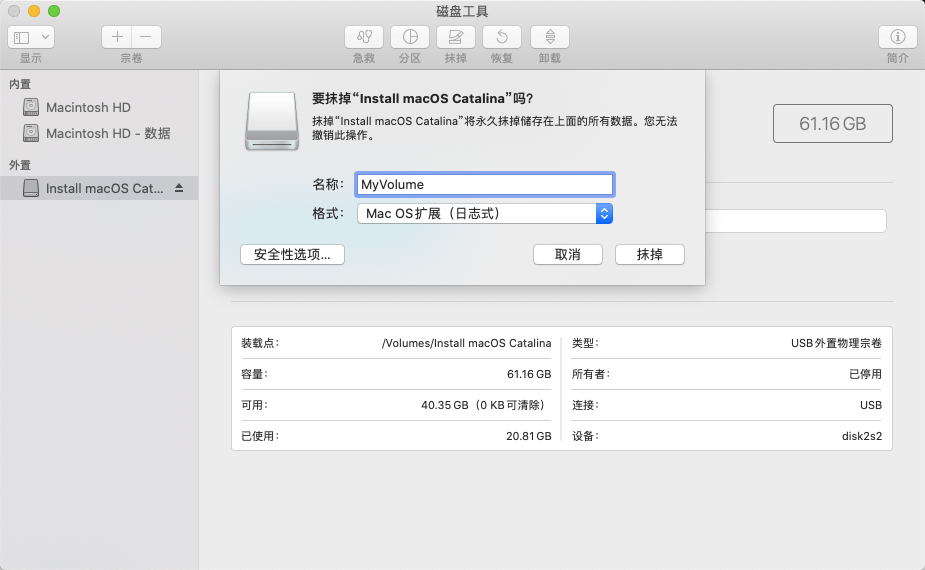 磁盘工具
显示
宗卷
急救
分区
抹掉
恢复
卸载
简介
内置
Macintosh HD
Macintosh HD - 数据
外置
Install macOS Cat...
要抹掉“Install macOS Catalina”吗?
抹掉“Install macOS Catalina”将永久抹掉储存在上面的所有数据。您无法
撤销此操作。
名称: MyVolume
格式: Mac OS扩展（日志式）
安全性选项...
取消
抹掉
61.16 GB
装载点: /Volumes/Install macOS Catalina
容量: 61.16 GB
可用: 40.35 GB（0 KB可清除）
已使用: 20.81 GB
类型: USB外置物理宗卷
所有者: 已停用
连接: USB
设备: disk2s2